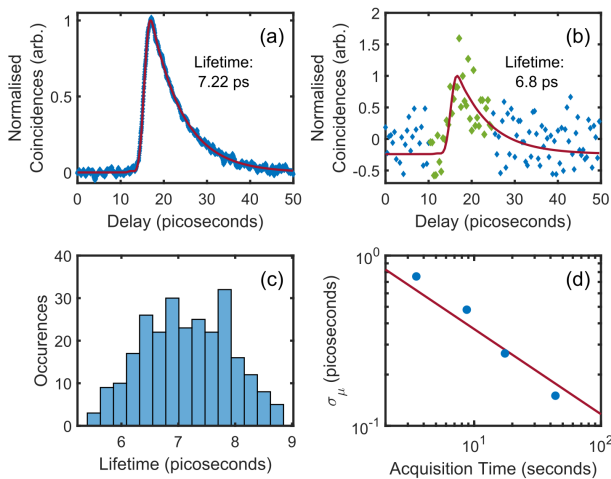 (a)
Lifetime:
7.22 ps
Normalised
Coincidences (arb.)
1
0.5
0
0 10 20 30 40 50
Delay (picoseconds)
(b)
Lifetime:
6.8 ps
Normalised
Coincidences (arb.)
2
1.5
1
0.5
0
-0.5
0 10 20 30 40 50
Delay (picoseconds)
(c)
Occurences
40
30
20
10
0
6 7 8 9
Lifetime (picoseconds)
(d)
σμ (picoseconds)
10^0
10^-1
10^1 10^2
Acquisition Time (seconds)